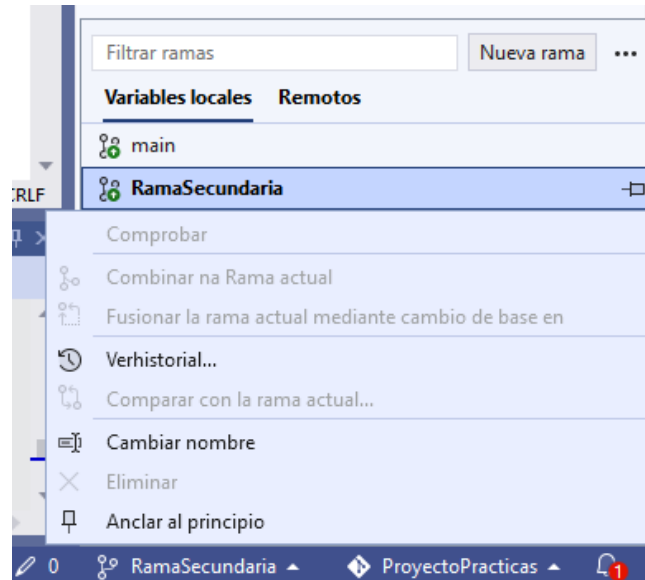 Filtrar ramas Nueva rama ...
Variables locales Remotos
main
RamaSecundaria
CRLF
Comprobar
Combinar na Rama actual
Fusionar la rama actual mediante cambio de base en
Verhistorial...
Comparar con la rama actual...
Cambiar nombre
Eliminar
Anclar al principio
0 RamaSecundaria ProyectoPracticas 1